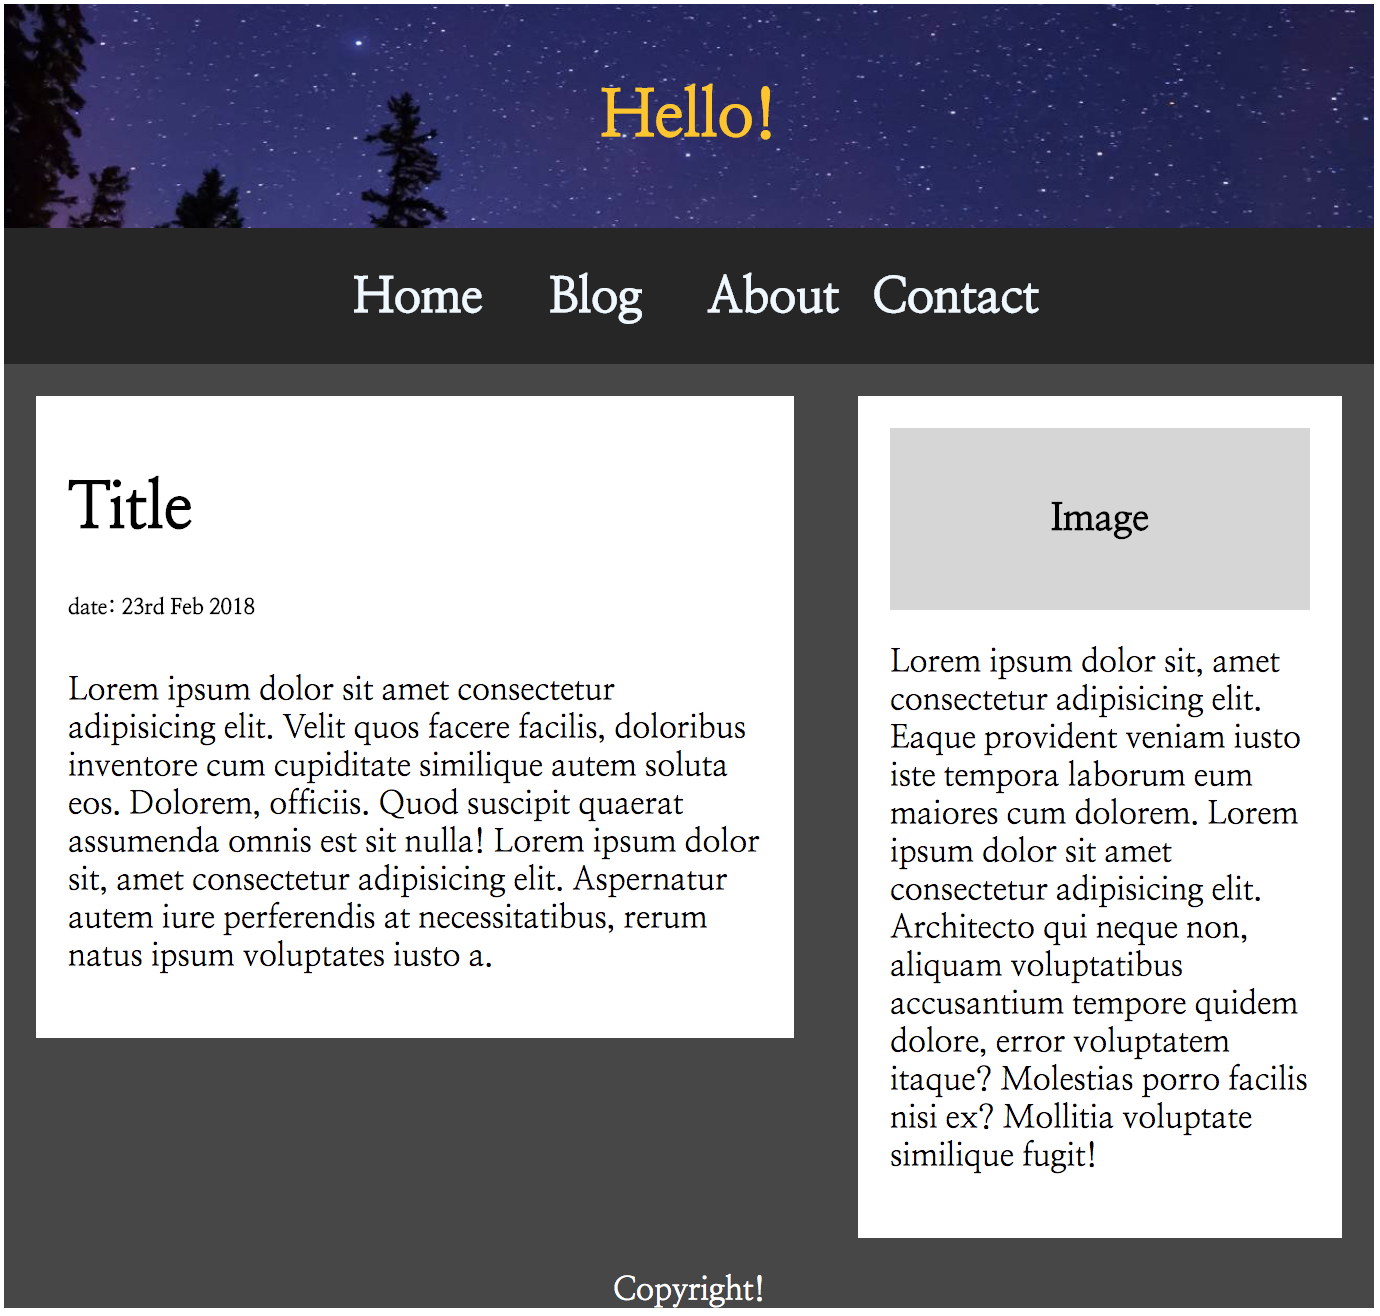 Hello!
Home Blog About Contact
Title
date: 23rd Feb 2018
Lorem ipsum dolor sit amet consectetur
adipisicing elit. Velit quos facere facilis, doloribus
inventore cum cupiditate similique autem soluta
eos. Dolorem, officiis. Quod suscipit quaerat
assumenda omnis est sit nulla! Lorem ipsum dolor
sit, amet consectetur adipisicing elit. Aspernatur
autem iure perferendis at necessitatibus, rerum
natus ipsum voluptates iusto a.
Image
Lorem ipsum dolor sit, amet
consectetur adipisicing elit.
Eaque provident veniam iusto
iste tempora laborum eum
maiores cum dolorem. Lorem
ipsum dolor sit amet
consectetur adipisicing elit.
Architecto qui neque non,
aliquam voluptatibus
accusantium tempore quidem
dolore, error voluptatem
itaque? Molestias porro facilis
nisi ex? Mollitia voluptate
similique fugit!
Copyright!